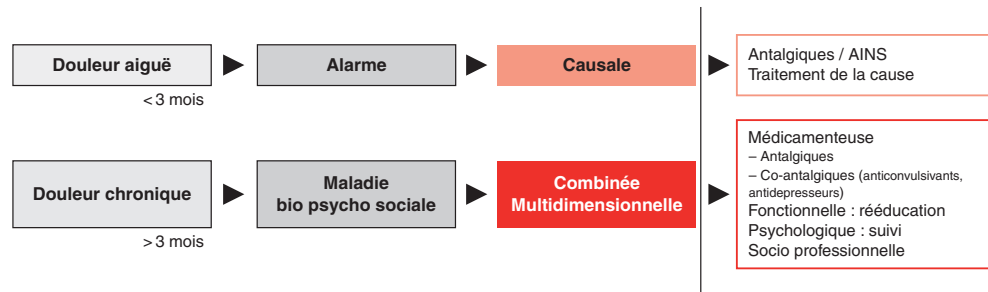 Douleur aiguë
< 3 mois
Alarme
Causale
Antalgiques / AINS
Traitement de la cause
Douleur chronique
> 3 mois
Maladie
bio psycho sociale
Combinée
Multidimensionnelle
Médicamenteuse
– Antalgiques
– Co-antalgiques (anticonvulsivants,
antidepresseurs)
Fonctionnelle : rééducation
Psychologique : suivi
Socio professionnelle